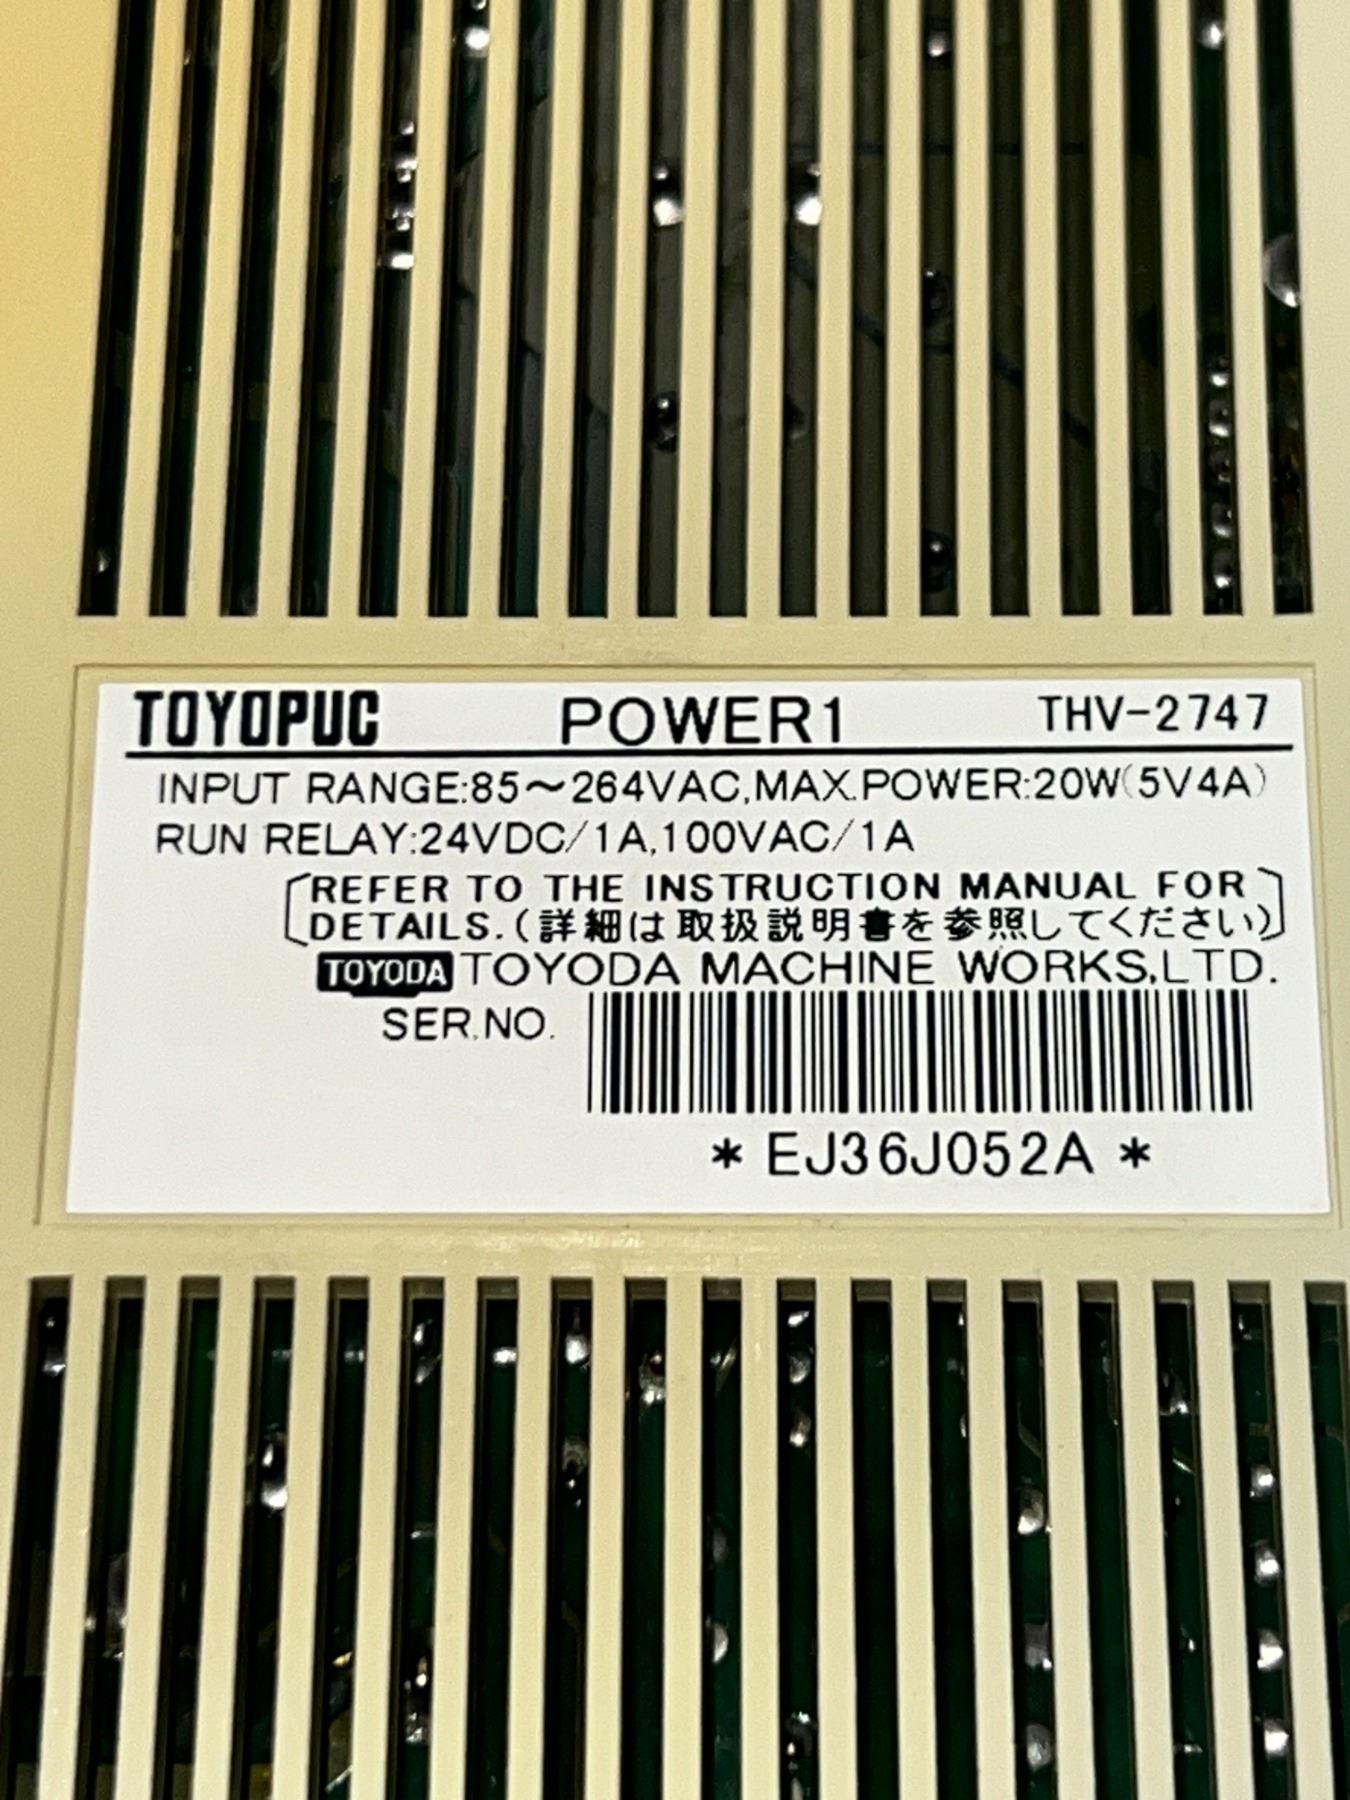 TOYOPUC POWER1 THV-2747
INPUT RANGE:85～264VAC,MAX.POWER:20W(5V4A)
RUN RELAY:24VDC/1A,100VAC/1A
REFER TO THE INSTRUCTION MANUAL FOR
DETAILS.(詳細は取扱説明書を参照してください)
TOYODA TOYODA MACHINE WORKS,LTD.
SER.NO.
*EJ36J052A*